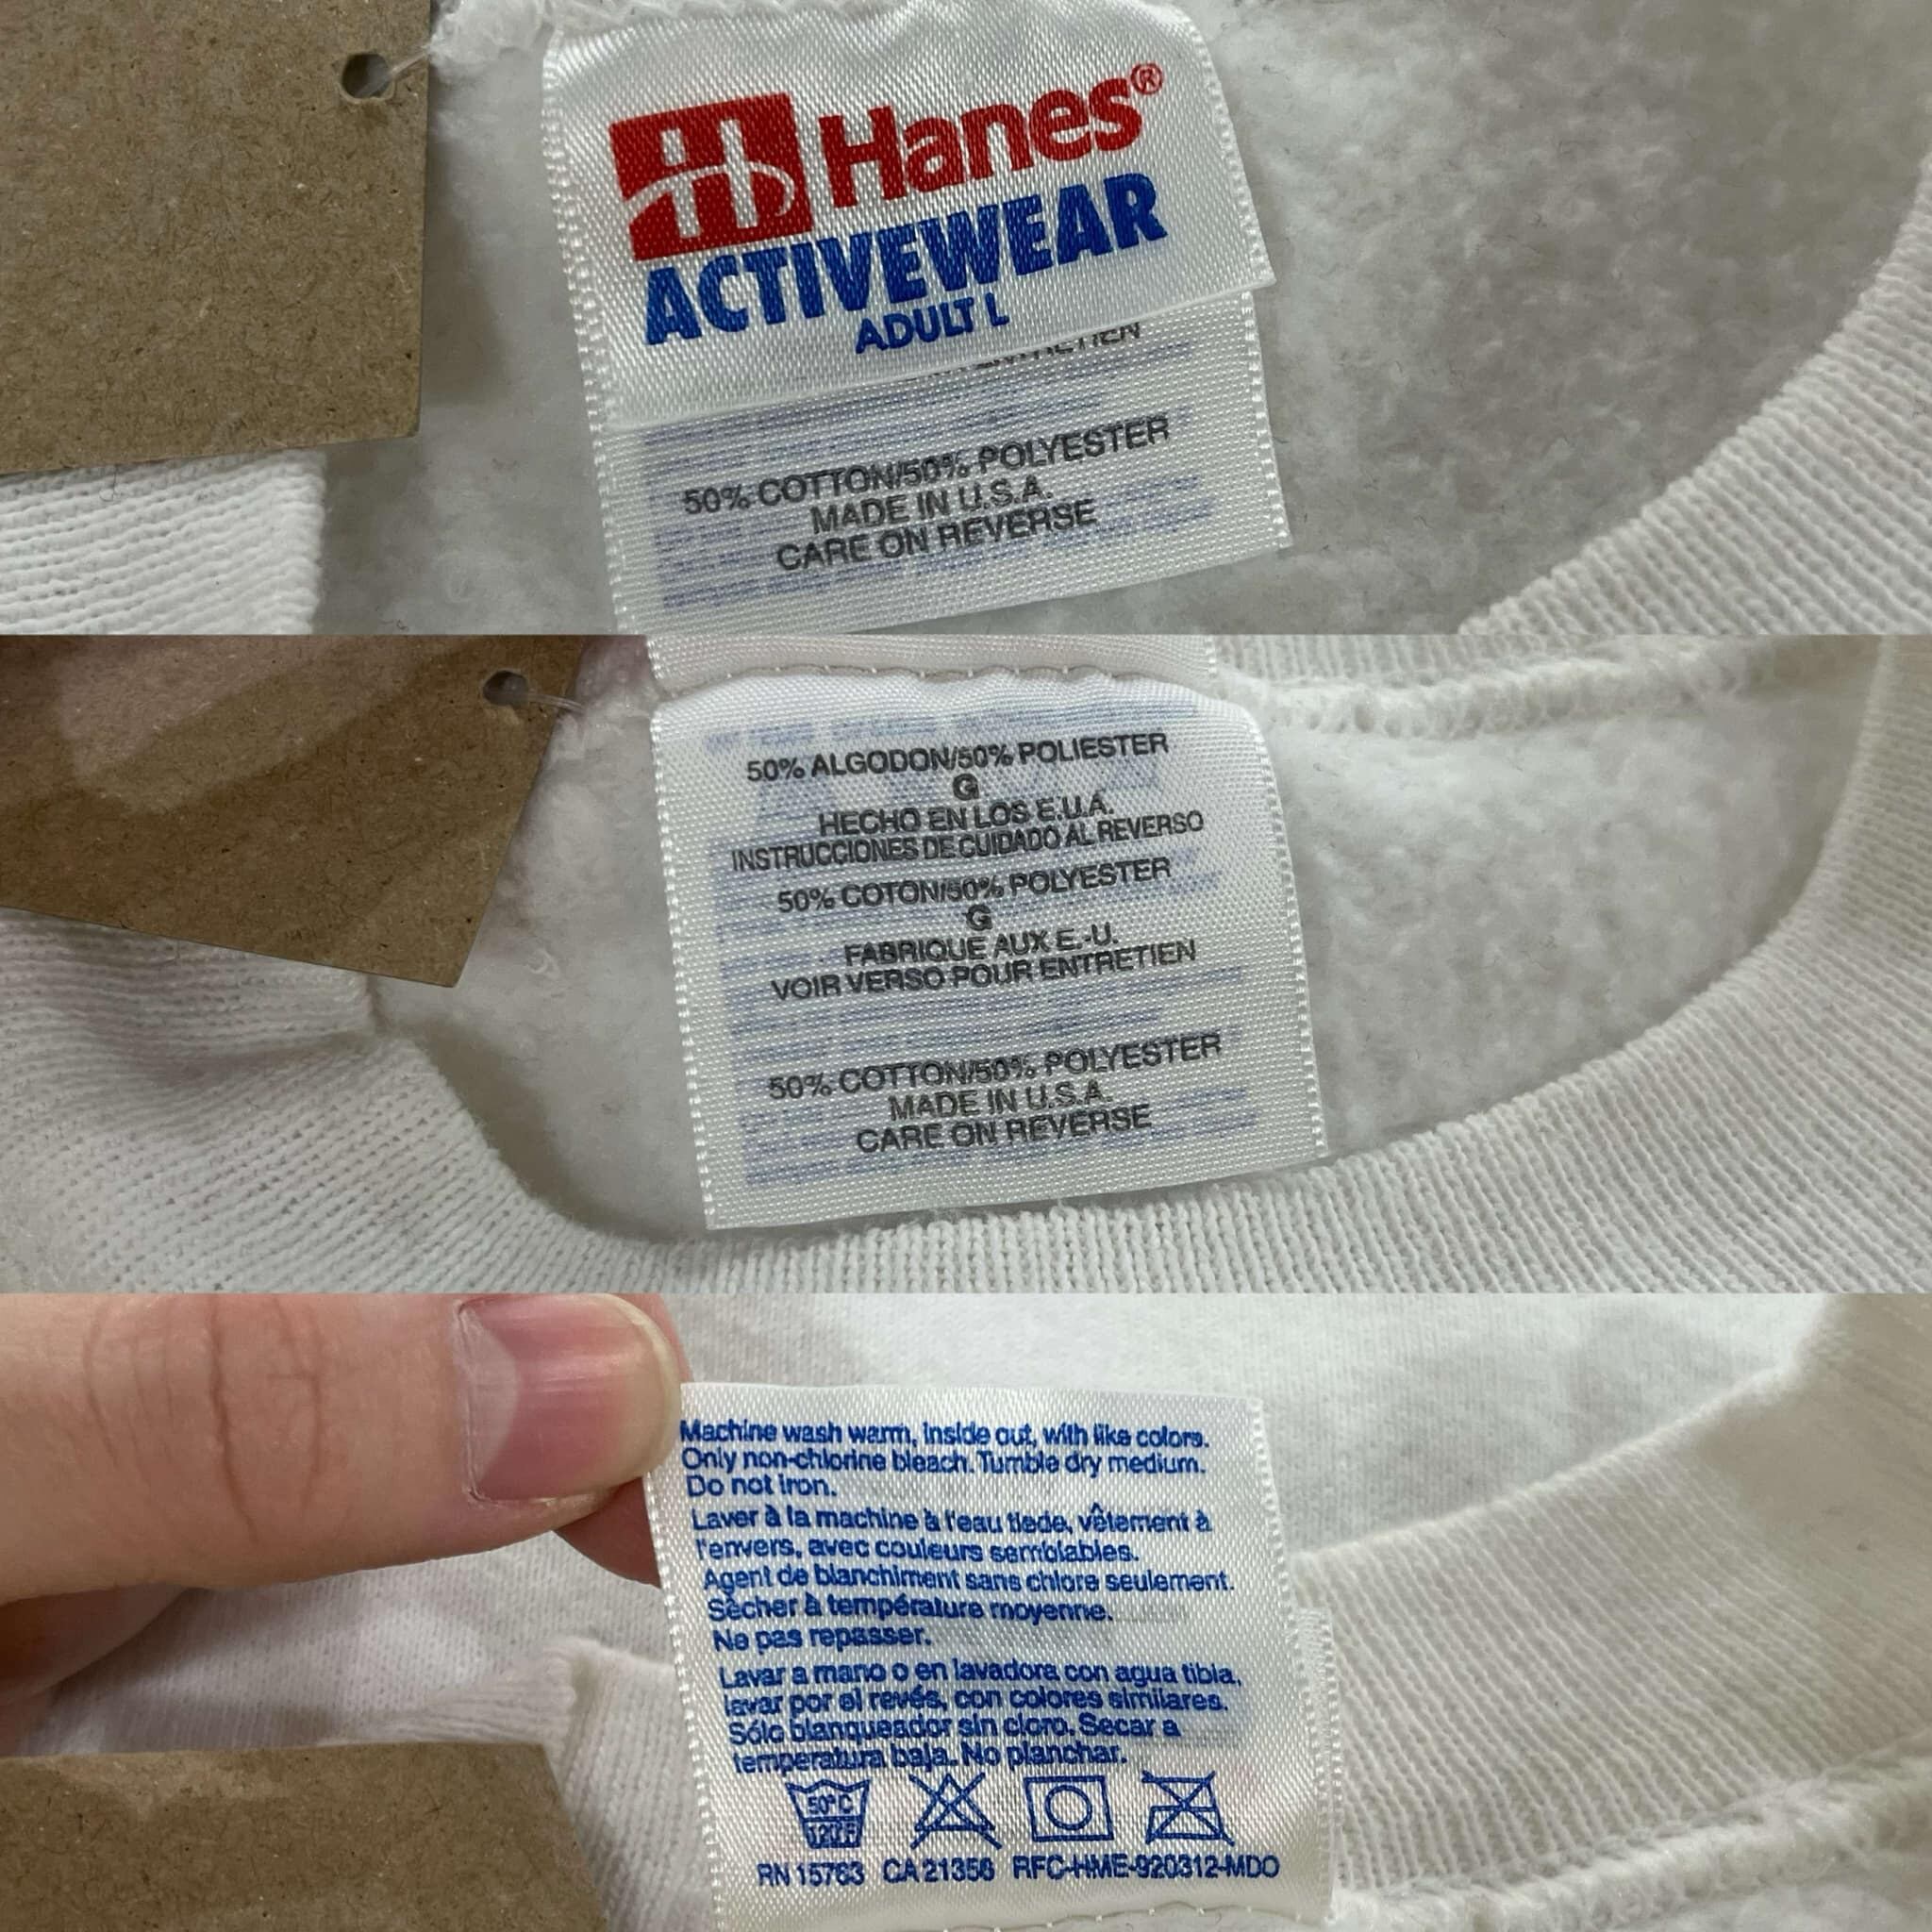 Hanes®
ACTIVEWEAR
ADULT L
ENTRETIEN
50% COTTON/50% POLYESTER
MADE IN U.S.A.
CARE ON REVERSE
50% ALGODON/50% POLIESTER
G
HECHO EN LOS E.U.A.
INSTRUCCIONES DE CUIDADO AL REVERSO
50% COTON/50% POLYESTER
G
FABRIQUE AUX E.-U.
VOIR VERSO POUR ENTRETIEN
50% COTTON/50% POLYESTER
MADE IN U.S.A.
CARE ON REVERSE
Machine wash warm, inside out, with like colors.
Only non-chlorine bleach. Tumble dry medium.
Do not iron.
Laver à la machine à l'eau tiede, vêtement à
l'envers, avec couleurs semblables.
Agent de blanchiment sans chlore seulement.
Sècher à température moyenne.
Ne pas repasser.
Lavar a mano o en lavadora con agua tibia,
lavar por el revés, con colores similares.
Sólo blanqueador sin cloro. Secar a
temperatura baja. No planchar.
50°C
120°F
RN 15763 CA 21356 RFC-HME-920312-MDO